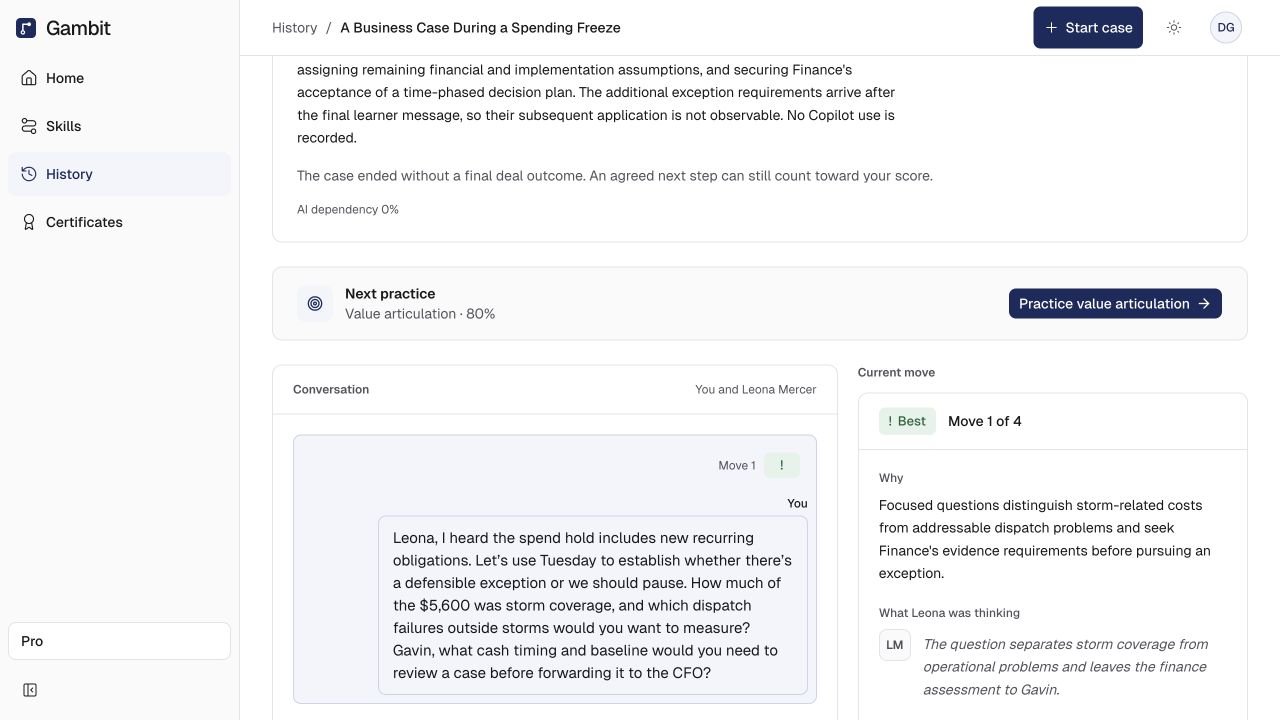 Gambit
Home
Skills
History
Certificates
Pro
History / A Business Case During a Spending Freeze
Start case
DG
assigning remaining financial and implementation assumptions, and securing Finance's
acceptance of a time-phased decision plan. The additional exception requirements arrive after
the final learner message, so their subsequent application is not observable. No Copilot use is
recorded.
The case ended without a final deal outcome. An agreed next step can still count toward your score.
AI dependency 0%
Next practice
Value articulation · 80%
Practice value articulation
Conversation
You and Leona Mercer
Move 1 !
You
Leona, I heard the spend hold includes new recurring
obligations. Let’s use Tuesday to establish whether there’s
a defensible exception or we should pause. How much of
the $5,600 was storm coverage, and which dispatch
failures outside storms would you want to measure?
Gavin, what cash timing and baseline would you need to
review a case before forwarding it to the CFO?
Current move
! Best
Move 1 of 4
Why
Focused questions distinguish storm-related costs
from addressable dispatch problems and seek
Finance's evidence requirements before pursuing an
exception.
What Leona was thinking
LM
The question separates storm coverage from
operational problems and leaves the finance
assessment to Gavin.